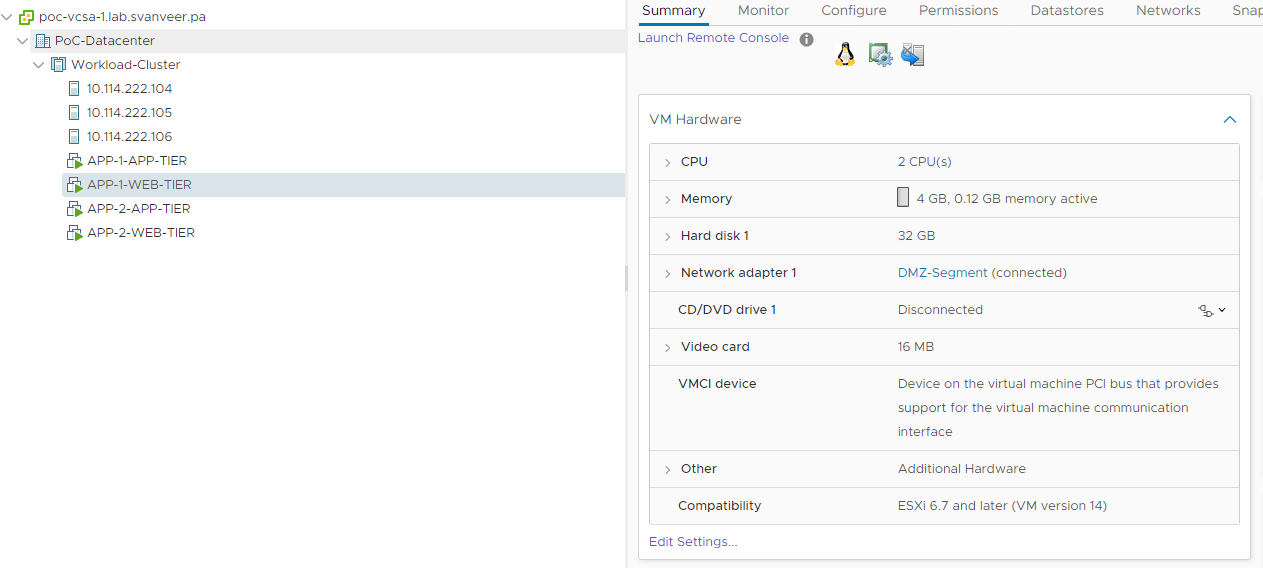 poc-vcsa-1.lab.svanveer.pa
PoC-Datacenter
Workload-Cluster
10.114.222.104
10.114.222.105
10.114.222.106
APP-1-APP-TIER
APP-1-WEB-TIER
APP-2-APP-TIER
APP-2-WEB-TIER
Summary Monitor Configure Permissions Datastores Networks Snap
Launch Remote Console
VM Hardware
CPU 2 CPU(s)
Memory 4 GB, 0.12 GB memory active
Hard disk 1 32 GB
Network adapter 1 DMZ-Segment (connected)
CD/DVD drive 1 Disconnected
Video card 16 MB
VMCI device Device on the virtual machine PCI bus that provides
support for the virtual machine communication
interface
Other Additional Hardware
Compatibility ESXi 6.7 and later (VM version 14)
Edit Settings...